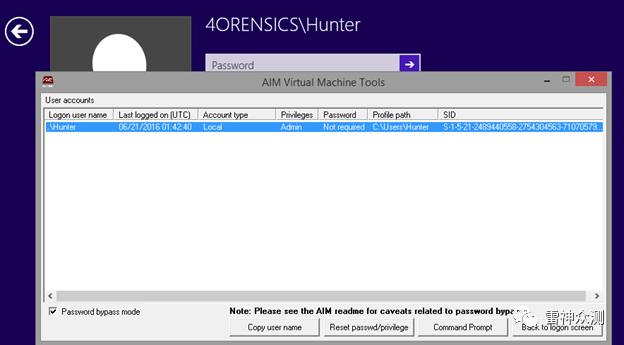 4ORENSICS\Hunter
Password
AIM Virtual Machine Tools
User accounts
Logon user name Last logged on (UTC) Account type Privileges Password Profile path SID
.\Hunter 06/21/2016 01:42:40 Local Admin Not required C:\Users\Hunter S-1-5-21-2489440558-2754304563-71070579...
Password bypass mode
Note: Please see the AIM readme for caveats related to password
Copy user name Reset passwd/privilege Command Prompt Back to logon screen
雷神众测